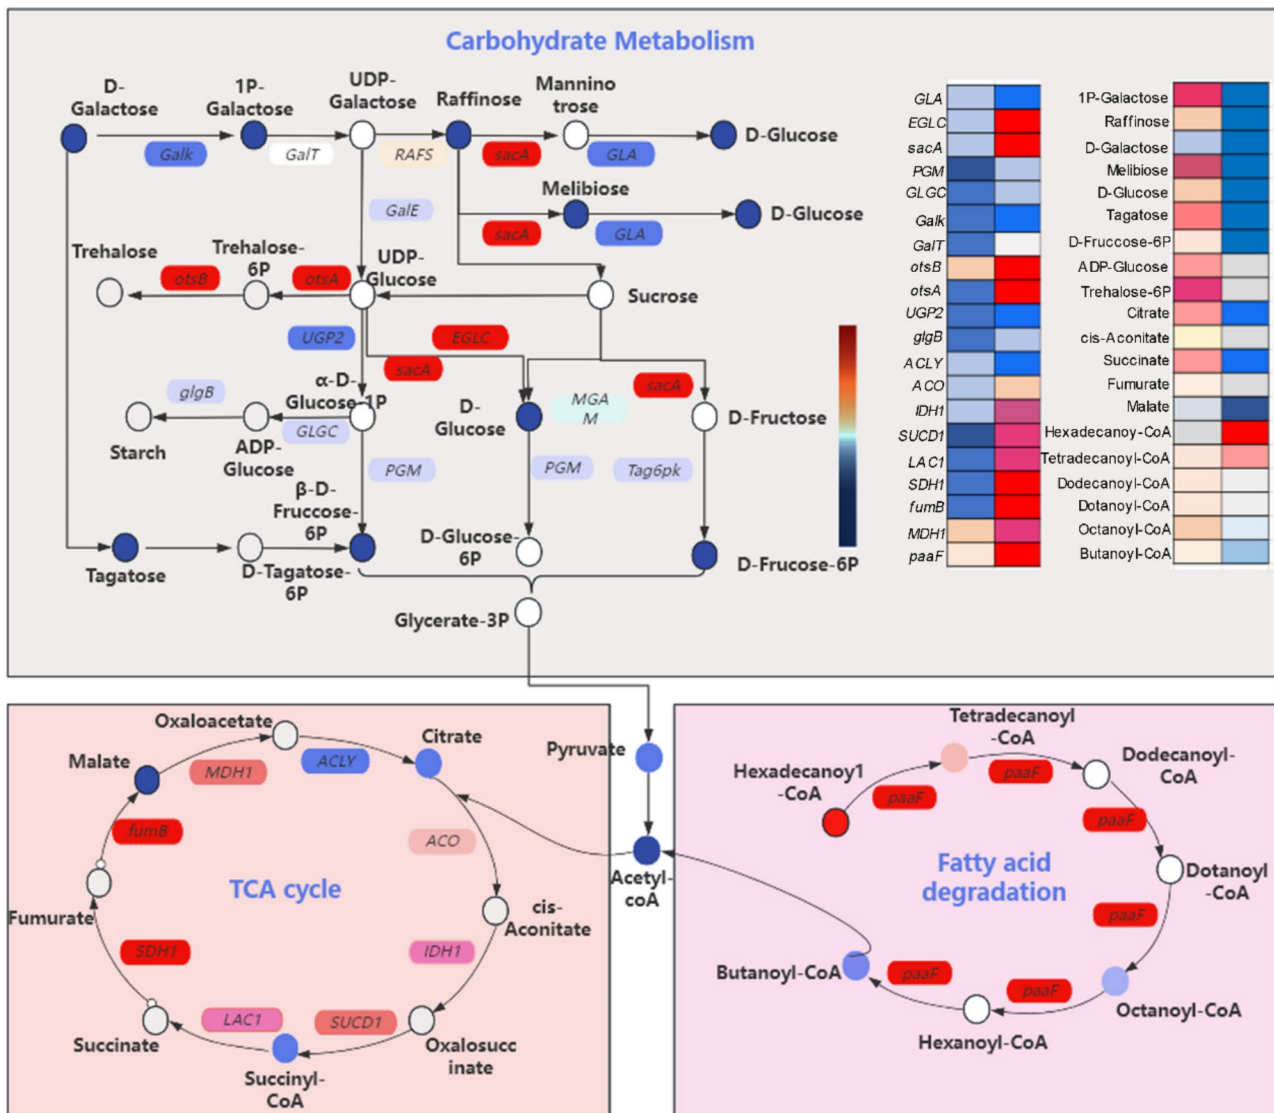 Carbohydrate Metabolism
D-
Galactose
1P-
Galactose
UDP-
Galactose
Raffinose
Mannino
trose
D-Glucose
Galk
GalT
RAFS
sacA
GLA
Melibiose
D-Glucose
GalE
sacA
GLA
Trehalose
Trehalose-
6P
UDP-
Glucose
Sucrose
otsB
otsA
UGP2
EGLC
sacA
sacA
glgB
α-D-
Glucose-1P
D-
Glucose
MGA
M
D-Fructose
Starch
ADP-
Glucose
GLGC
PGM
PGM
Tag6pk
β-D-
Fruccose-
6P
Tagatose
D-Tagatose-
6P
D-Glucose-
6P
D-Frucose-6P
Glycerate-3P
GLA
EGLC
sacA
PGM
GLGC
Galk
GalT
otsB
otsA
UGP2
glgB
ACLY
ACO
IDH1
SUCD1
LAC1
SDH1
fumB
MDH1
paaF
1P-Galactose
Raffinose
D-Galactose
Melibiose
D-Glucose
Tagatose
D-Fruccose-6P
ADP-Glucose
Trehalose-6P
Citrate
cis-Aconitate
Succinate
Fumurate
Malate
Hexadecanoy-CoA
Tetradecanoyl-CoA
Dodecanoyl-CoA
Dotanoyl-CoA
Octanoyl-CoA
Butanoyl-CoA
Oxaloacetate
Malate
MDH1
ACLY
Citrate
fumB
ACO
TCA cycle
Fumurate
cis-
Aconitate
SDH1
IDH1
LAC1
SUCD1
Succinate
Oxalosucc
inate
Succinyl-
CoA
Pyruvate
Acetyl-
coA
Tetradecanoyl
-CoA
Dodecanoyl-
CoA
Hexadecanoy1
-CoA
paaF
paaF
paaF
Fatty acid
degradation
Dotanoyl
-CoA
paaF
Butanoyl-CoA
paaF
paaF
Octanoyl-CoA
Hexanoyl-CoA